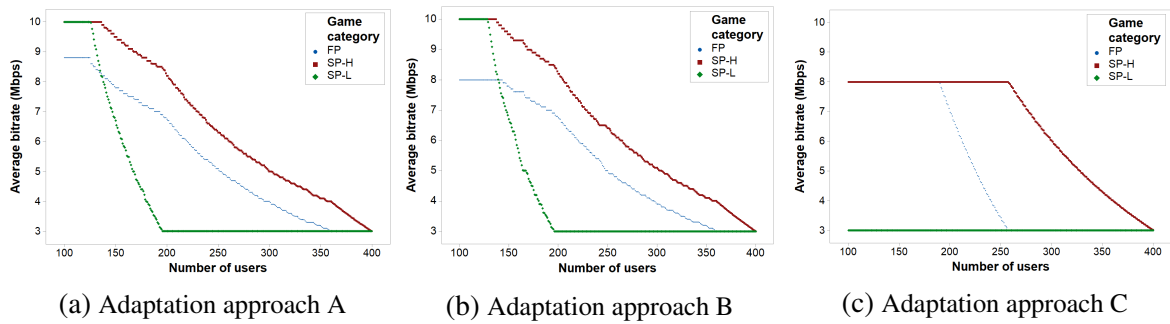 Average bitrate (Mbps)
10
9
8
7
6
5
4
3
100
150
200
250
300
350
400
Number of users
Game
category
FP
SP-H
SP-L
(a) Adaptation approach A
Average bitrate (Mbps)
10
9
8
7
6
5
4
3
100
150
200
250
300
350
400
Number of users
Game
category
FP
SP-H
SP-L
(b) Adaptation approach B
Average bitrate (Mbps)
10
9
8
7
6
5
4
3
100
150
200
250
300
350
400
Number of users
Game
category
FP
SP-H
SP-L
(c) Adaptation approach C